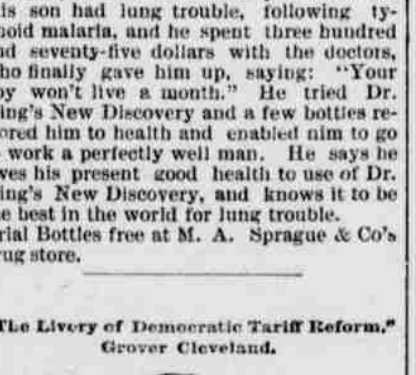 is son had lung trouble, following ty-
noid malaria, and he spent three hundred
nd seventy-five dollars with the doctors,
ho finally gave him up, saying: "Your
oy won't live a month." He tried Dr.
ing's New Discovery and a few bottles re-
ored him to health and enabled nim to go
work a perfectly well man. He says he
wes his present good health to use of Dr.
ing's New Discovery, and knows it to be
e best in the world for lung trouble.
rial Bottles free at M. A. Sprague & Co's
rug store.
The Livery of Democratic Tariff Reform."
Grover Cleveland.